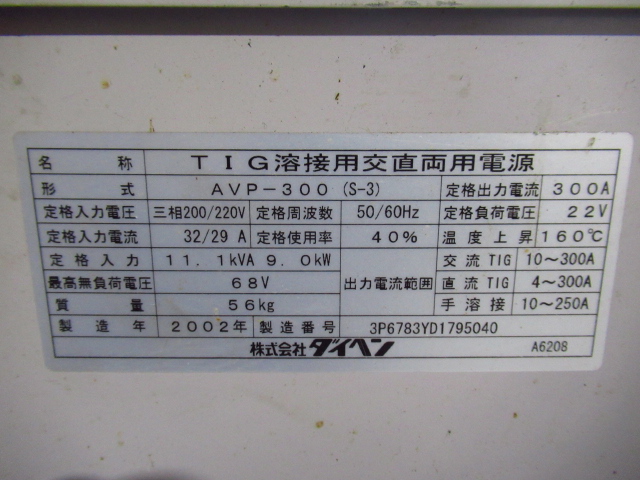 名称 TIG溶接用交直両用電源
形式 AVP-300 (S-3) 定格出力電流 300A
定格入力電圧 三相200/220V 定格周波数 50/60Hz 定格負荷電圧 22V
定格入力電流 32/29 A 定格使用率 40% 温度上昇 160℃
定格入力 11.1kVA 9.0kW 出力電流範囲 交流TIG 10～300A
最高無負荷電圧 68V 直流TIG 4～300A
質量 56kg 手溶接 10～250A
製造年 2002年 製造番号 3P6783YD1795040
株式会社ダイヘン A6208